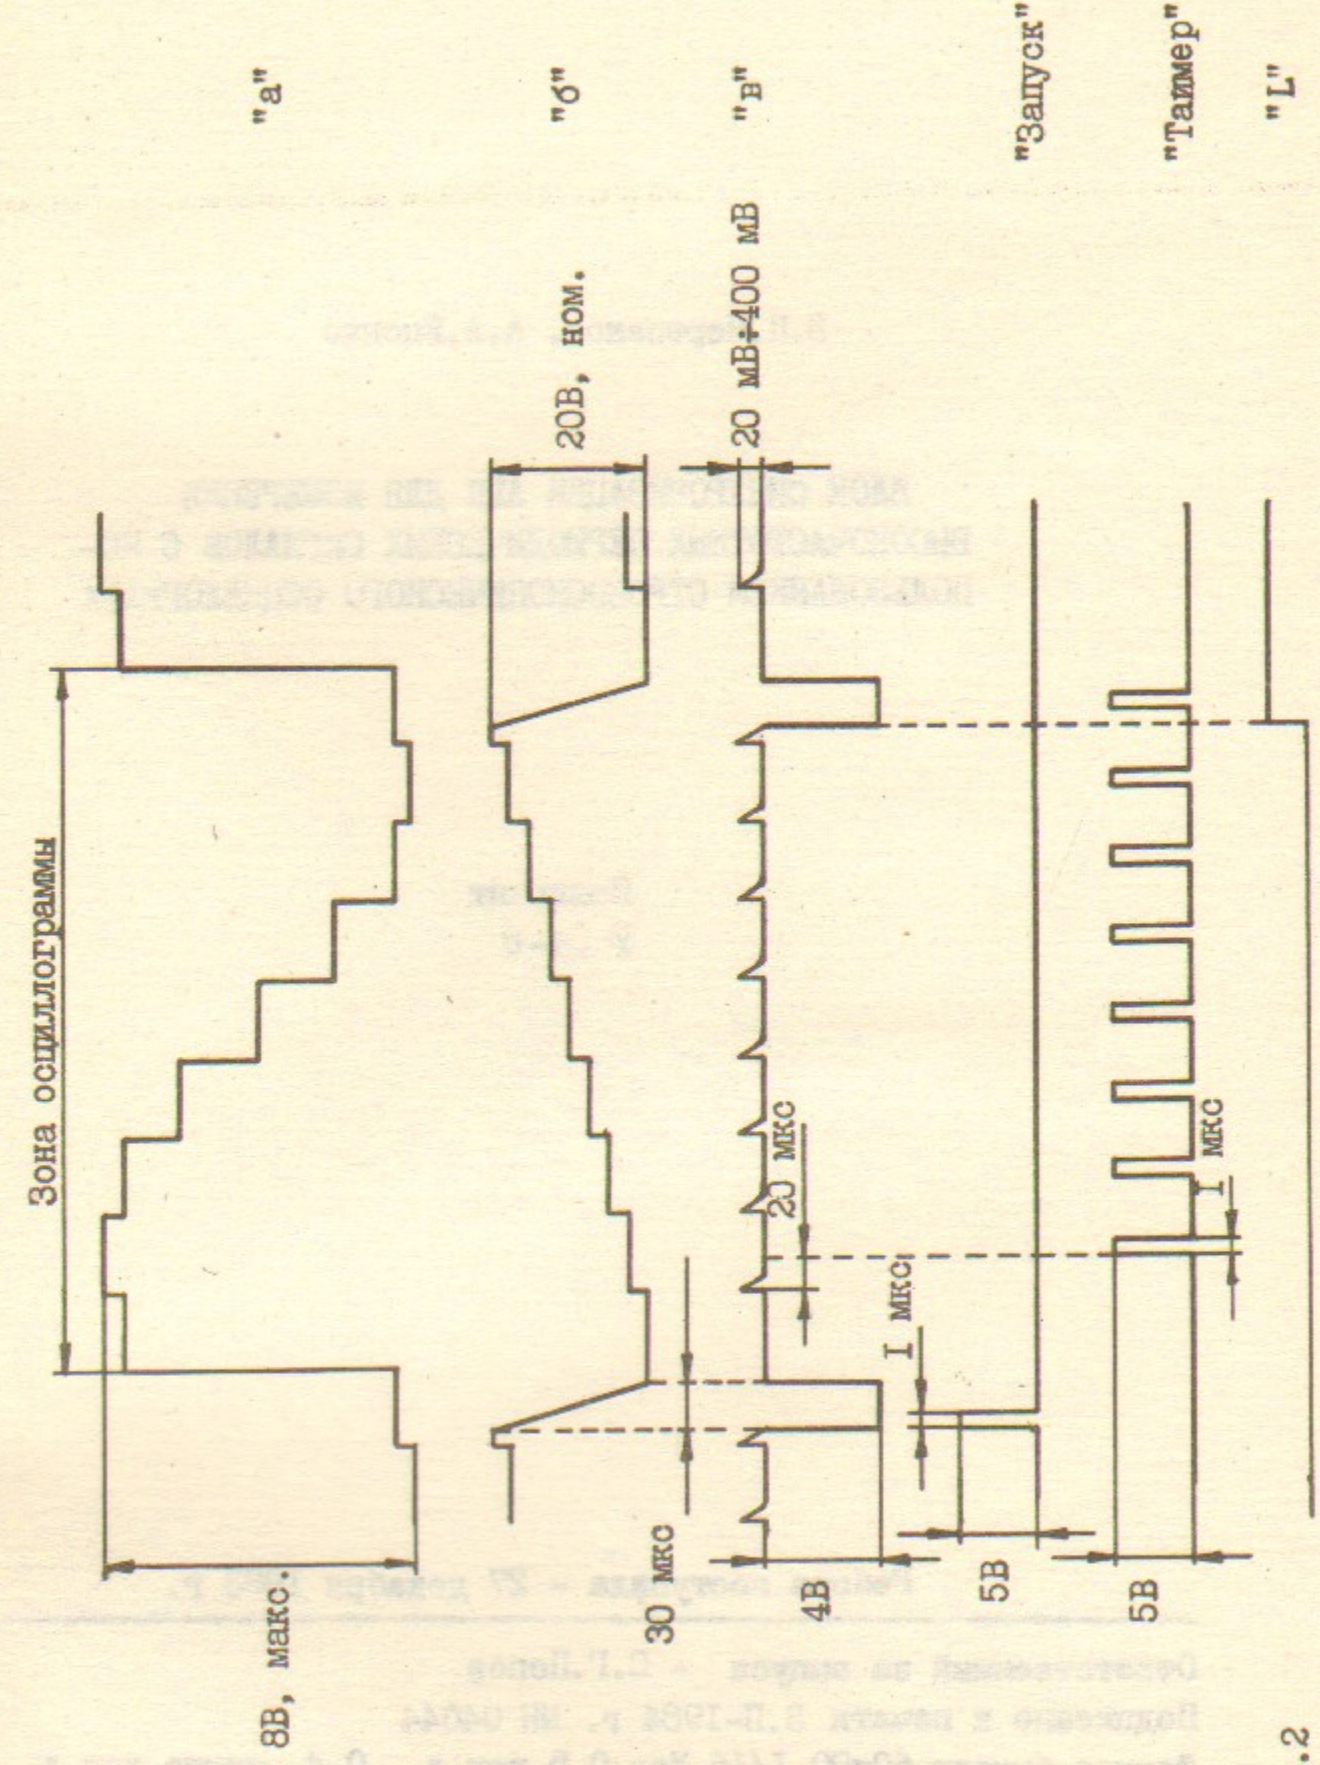 Зона осциллограммы
"а"
"б"
"в"
"Запуск"
"Таймер"
"L"
8В, макс.
20В, ном.
20 мВ÷400 мВ
30 мкс
20 мкс
4В
I мкс
5В
5В
I мкс
.2